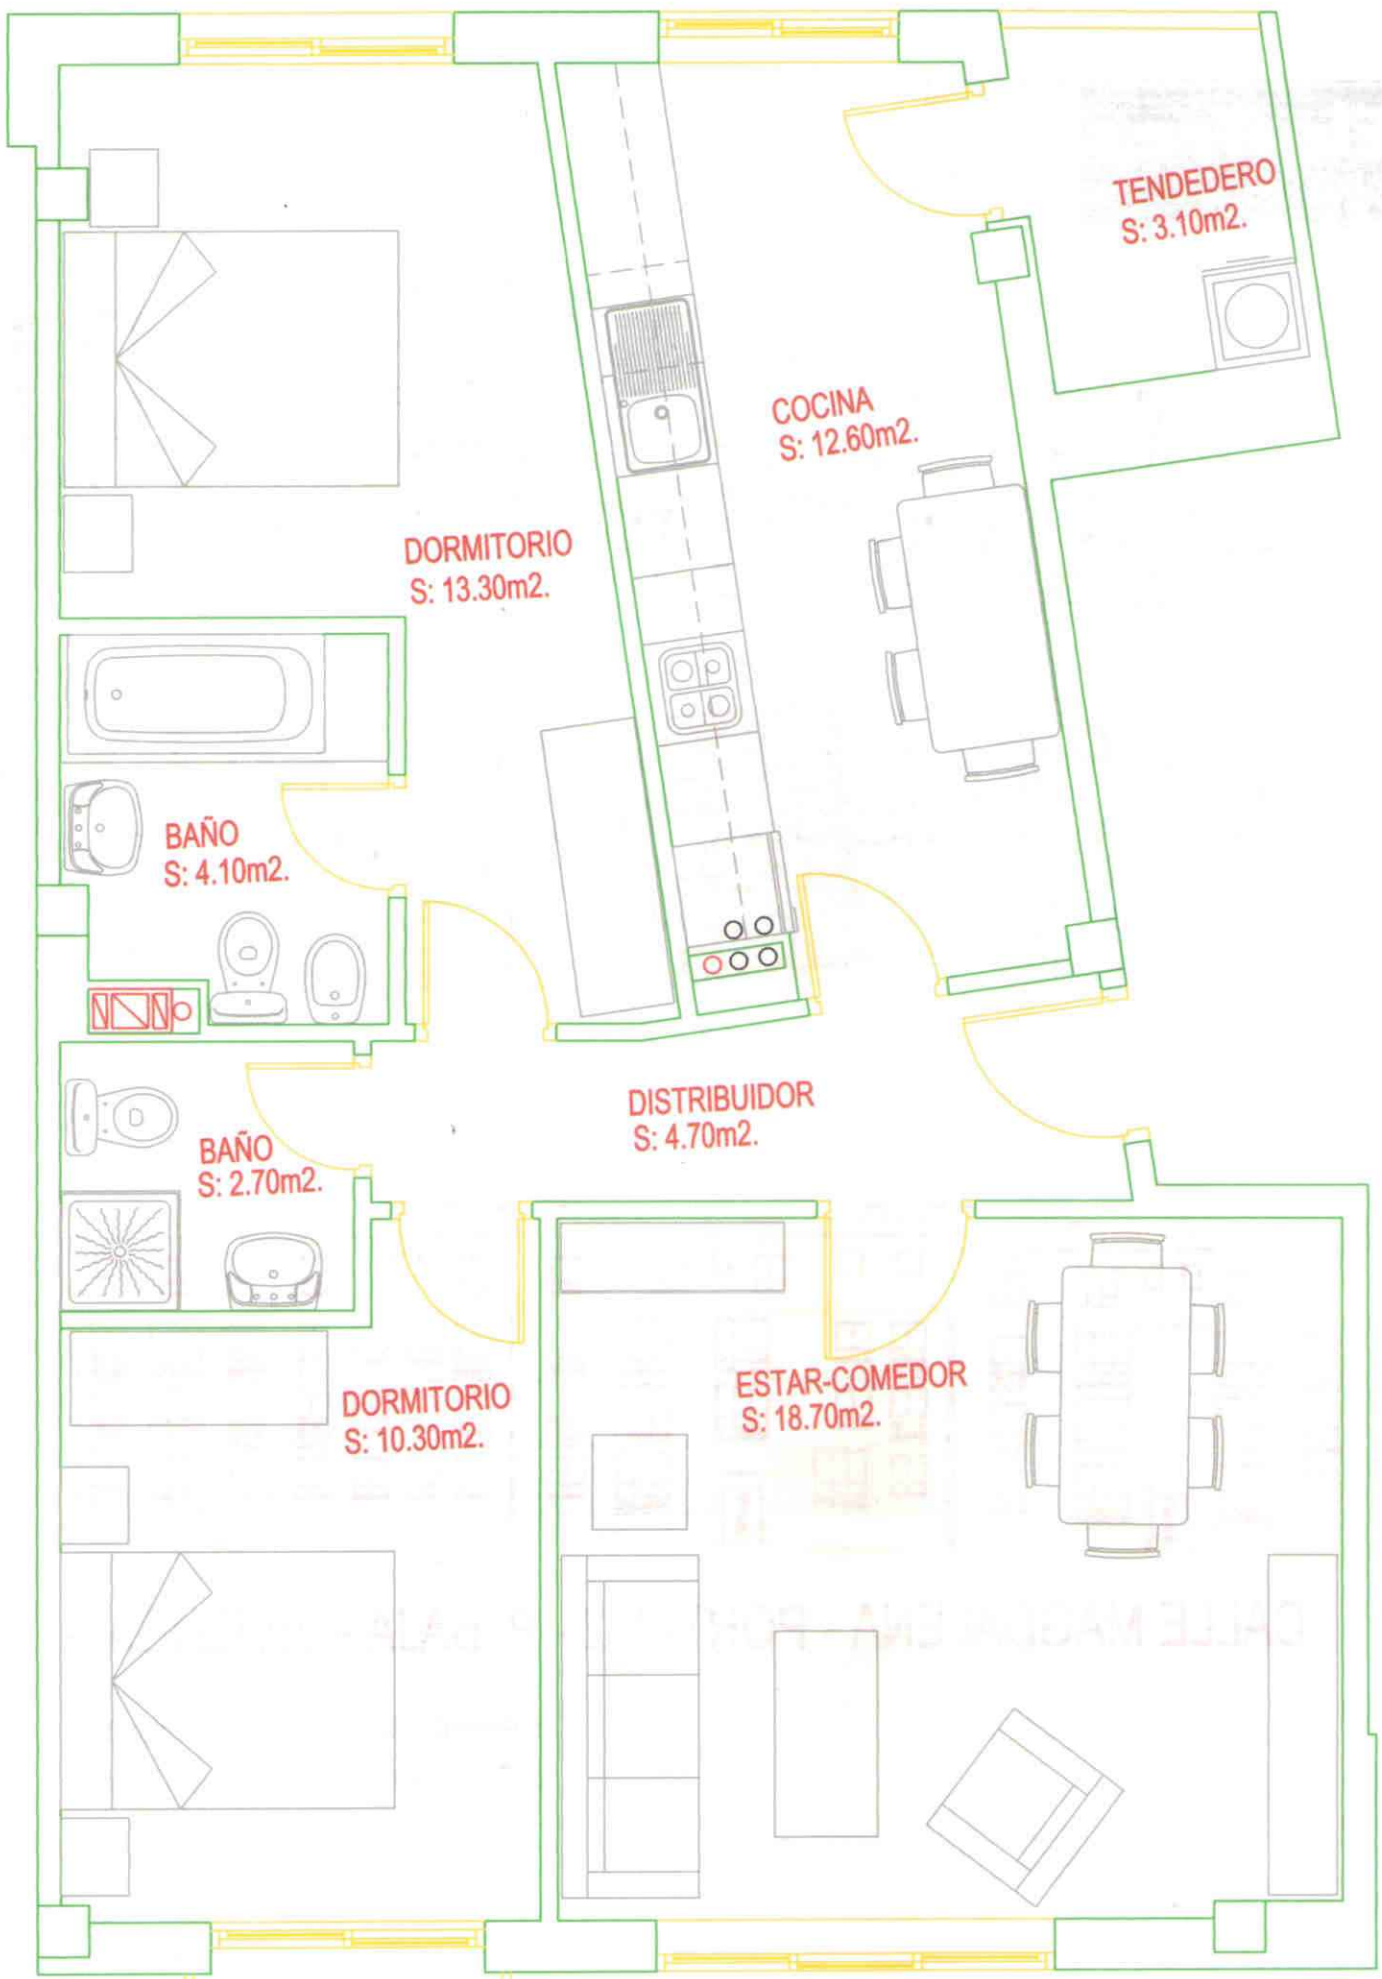 TENDEDERO
S: 3.10m2.
COCINA
S: 12.60m2.
DORMITORIO
S: 13.30m2.
BAÑO
S: 4.10m2.
DISTRIBUIDOR
S: 4.70m2.
BAÑO
S: 2.70m2.
DORMITORIO
S: 10.30m2.
ESTAR-COMEDOR
S: 18.70m2.